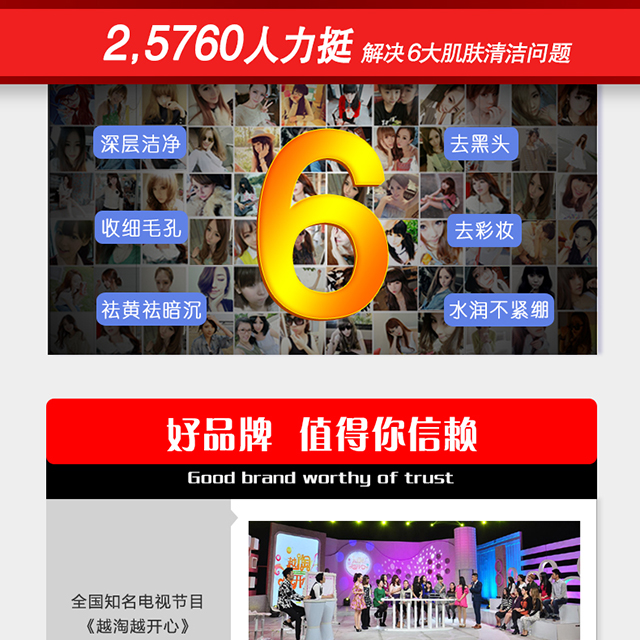 2,5760人力挺 解决6大肌肤清洁问题
深层洁净
去黑头
6
收细毛孔
去彩妆
祛黄祛暗沉
水润不紧绷
好品牌 值得你信赖
Good brand worthy of trust
全国知名电视节目
《越淘越开心》